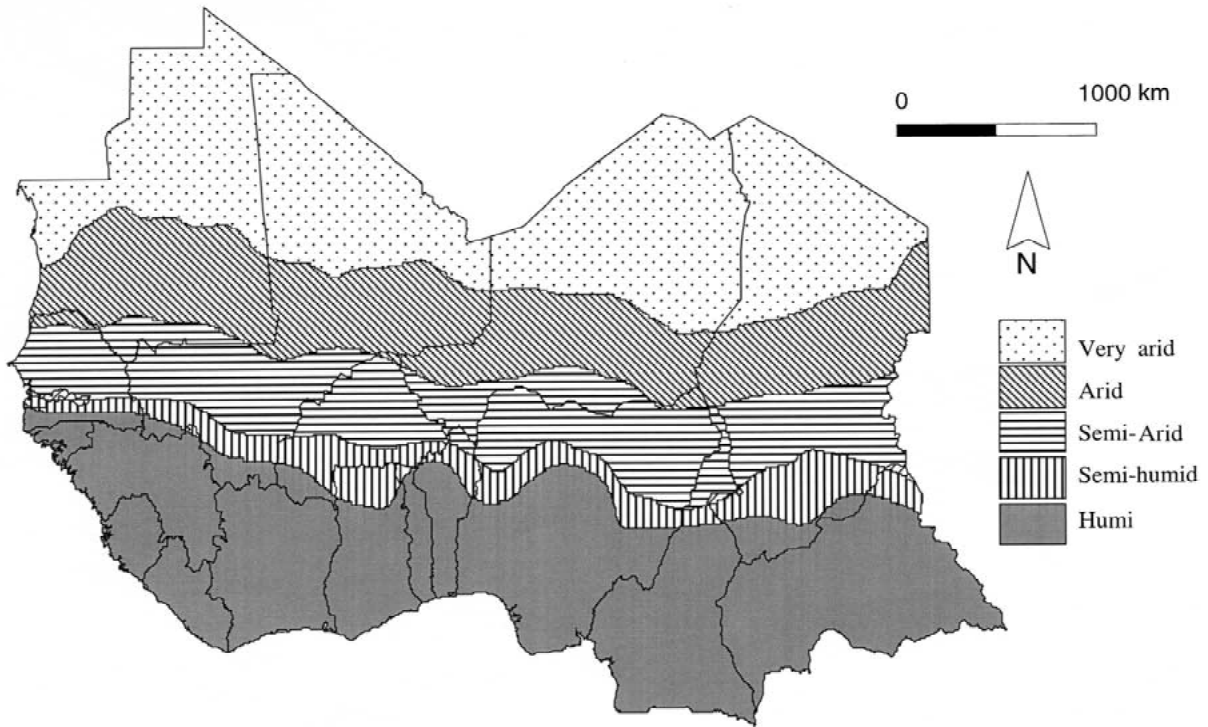 0 1000 km
N
Very arid
Arid
Semi-Arid
Semi-humid
Humi